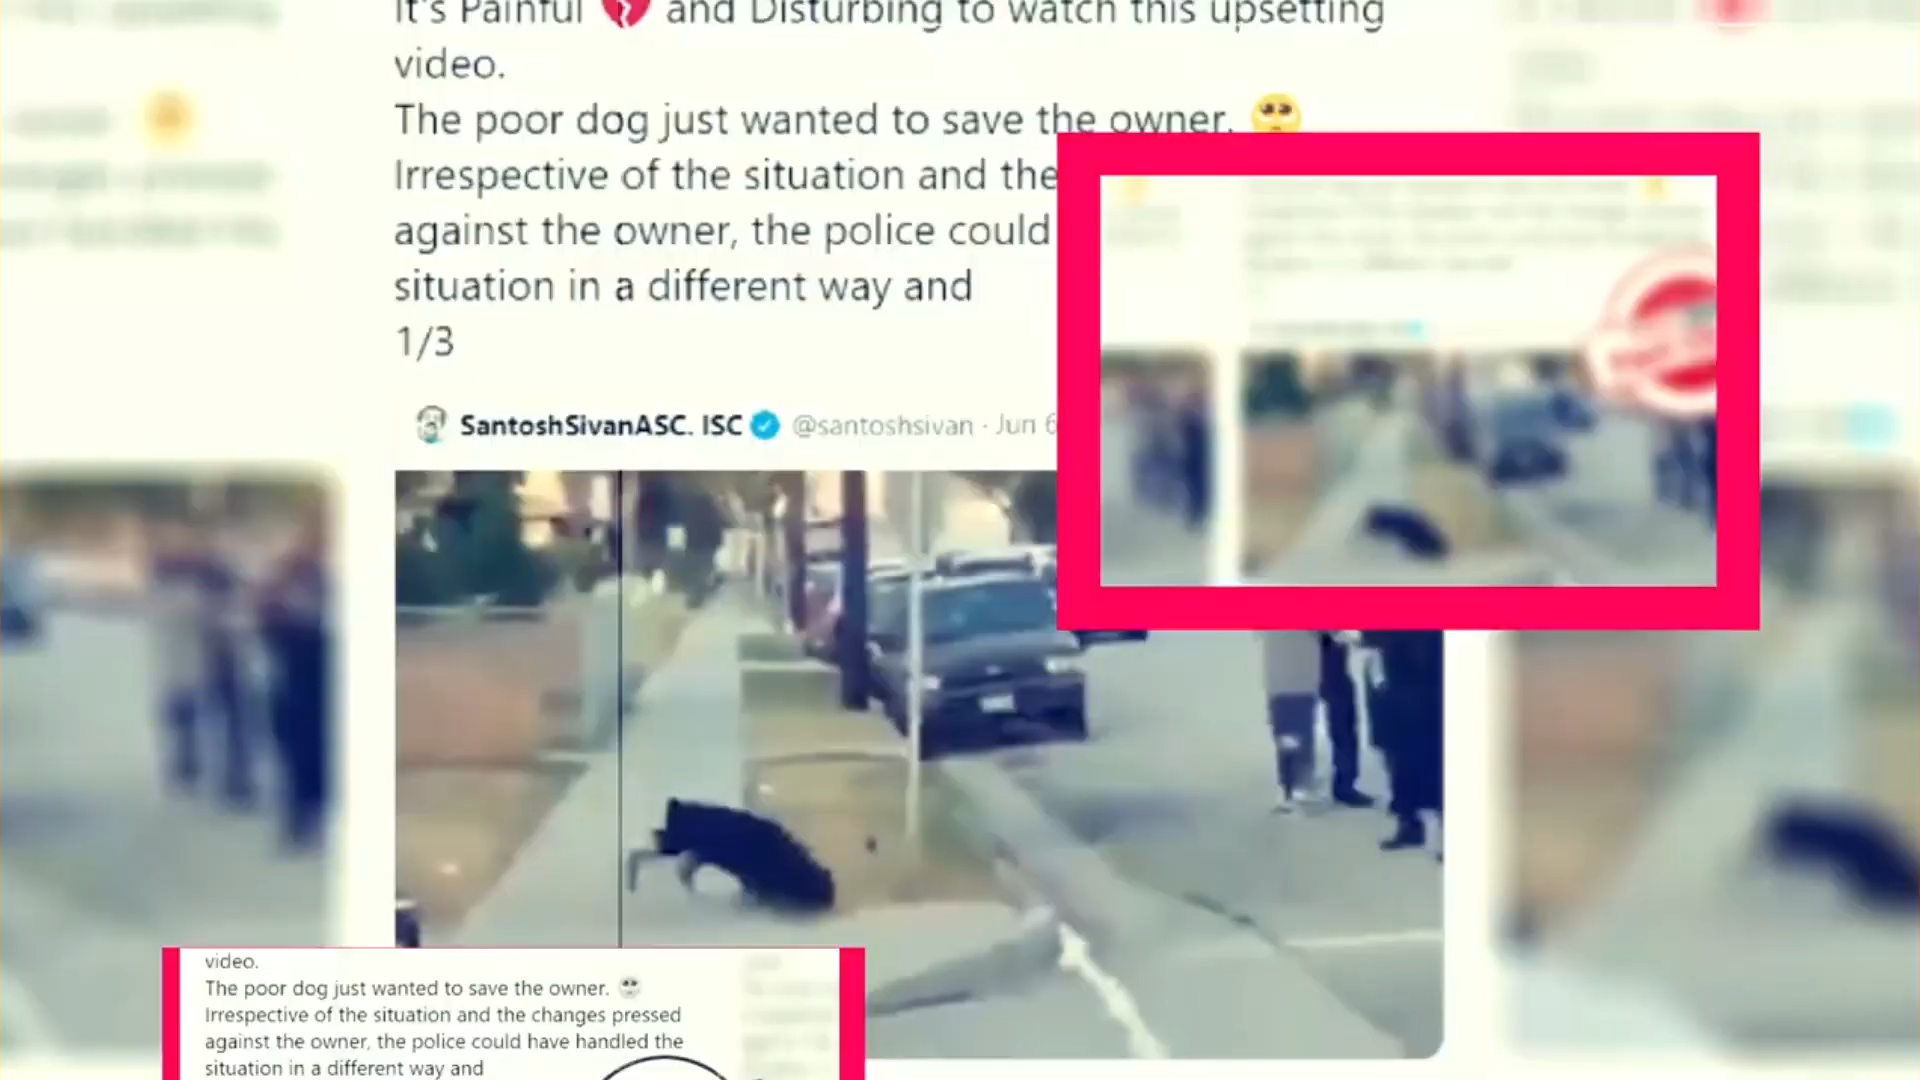 It's Painful 💔 and Disturbing to watch this upsetting
video.
The poor dog just wanted to save the owner. 🥺
Irrespective of the situation and the
against the owner, the police could
situation in a different way and
1/3
SantoshSivanASC. ISC @santoshsivan · Jun 6
video.
The poor dog just wanted to save the owner. 🥺
Irrespective of the situation and the changes pressed
against the owner, the police could have handled the
situation in a different way and